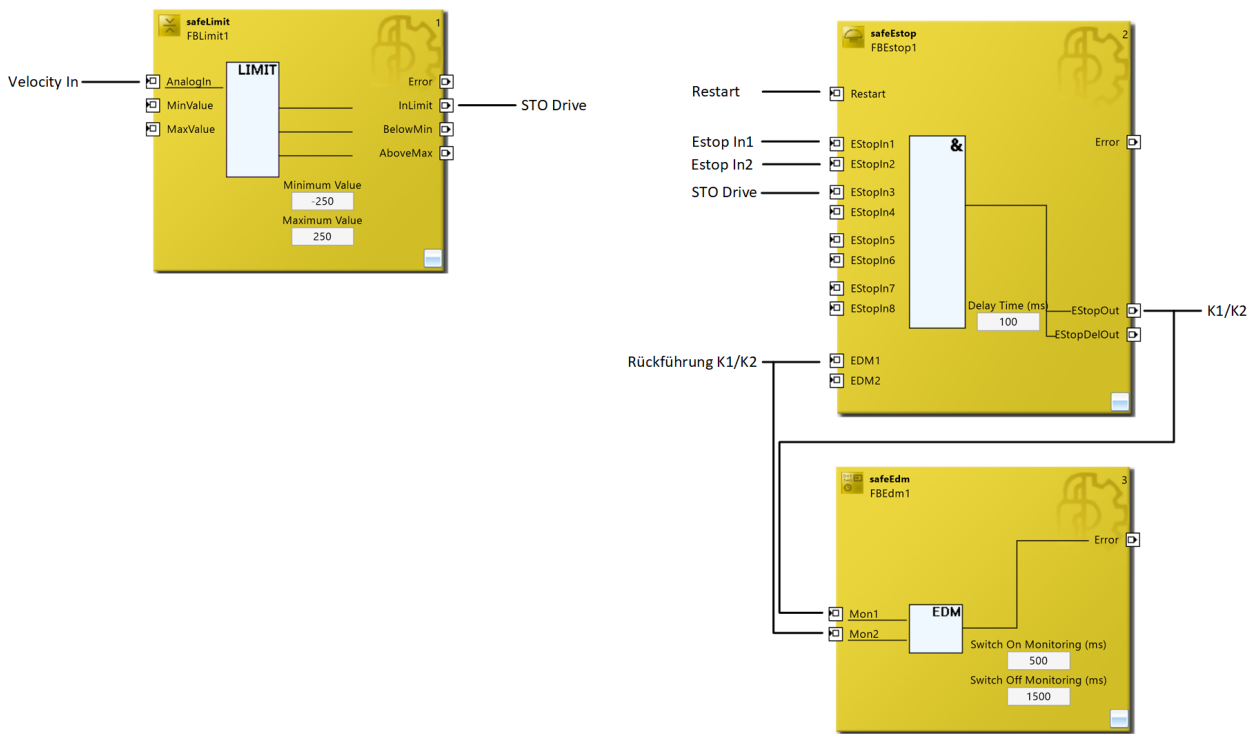 safeLimit
FBLimit1
1
LIMIT
Velocity In
AnalogIn
MinValue
MaxValue
Error
InLimit
BelowMin
AboveMax
STO Drive
Minimum Value
-250
Maximum Value
250
safeEstop
FBEstop1
2
Restart
Restart
Estop In1
EStopIn1
Estop In2
EStopIn2
STO Drive
EStopIn3
EStopIn4
EStopIn5
EStopIn6
EStopIn7
EStopIn8
&
Error
Delay Time (ms)
100
EStopOut
EStopDelOut
K1/K2
Rückführung K1/K2
EDM1
EDM2
safeEdm
FBEdm1
3
Error
Mon1
Mon2
EDM
Switch On Monitoring (ms)
500
Switch Off Monitoring (ms)
1500